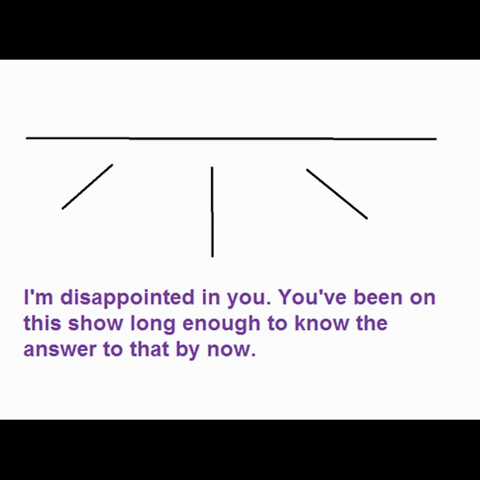 I'm disappointed in you. You've been on
this show long enough to know the
answer to that by now.